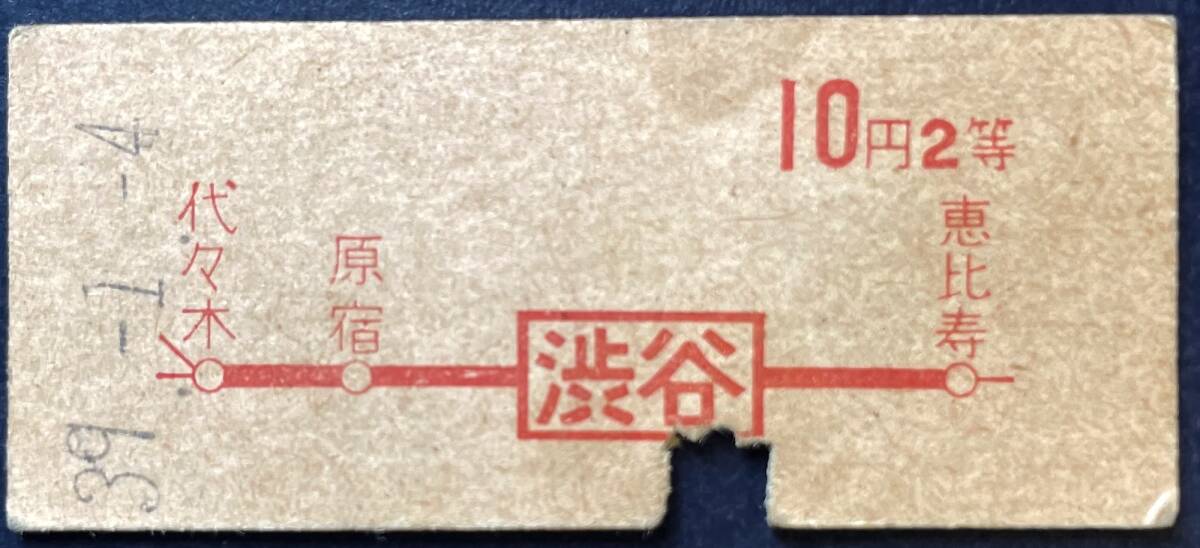 39-1-4
10円2等
代々木
原宿
渋谷
恵比寿